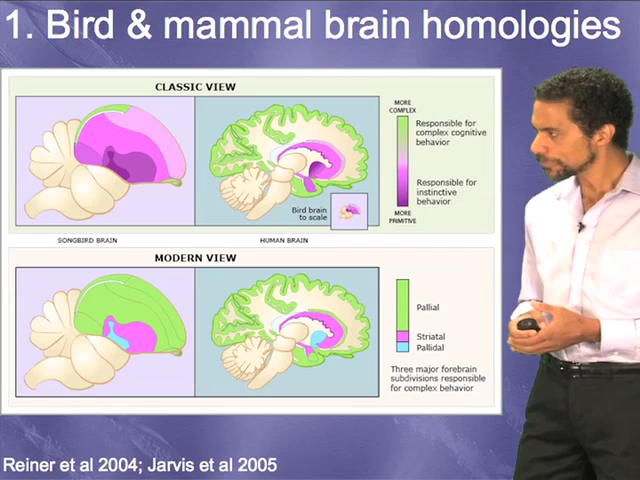 1. Bird & mammal brain homologies
CLASSIC VIEW
MORE
COMPLEX
Responsible for
complex cognitive
behavior
Responsible for
instinctive
behavior
MORE
PRIMITIVE
Bird brain
to scale
SONGBIRD BRAIN
HUMAN BRAIN
MODERN VIEW
Pallial
Striatal
Pallidal
Three major forebrain
subdivisions responsible
for complex behavior
Reiner et al 2004; Jarvis et al 2005